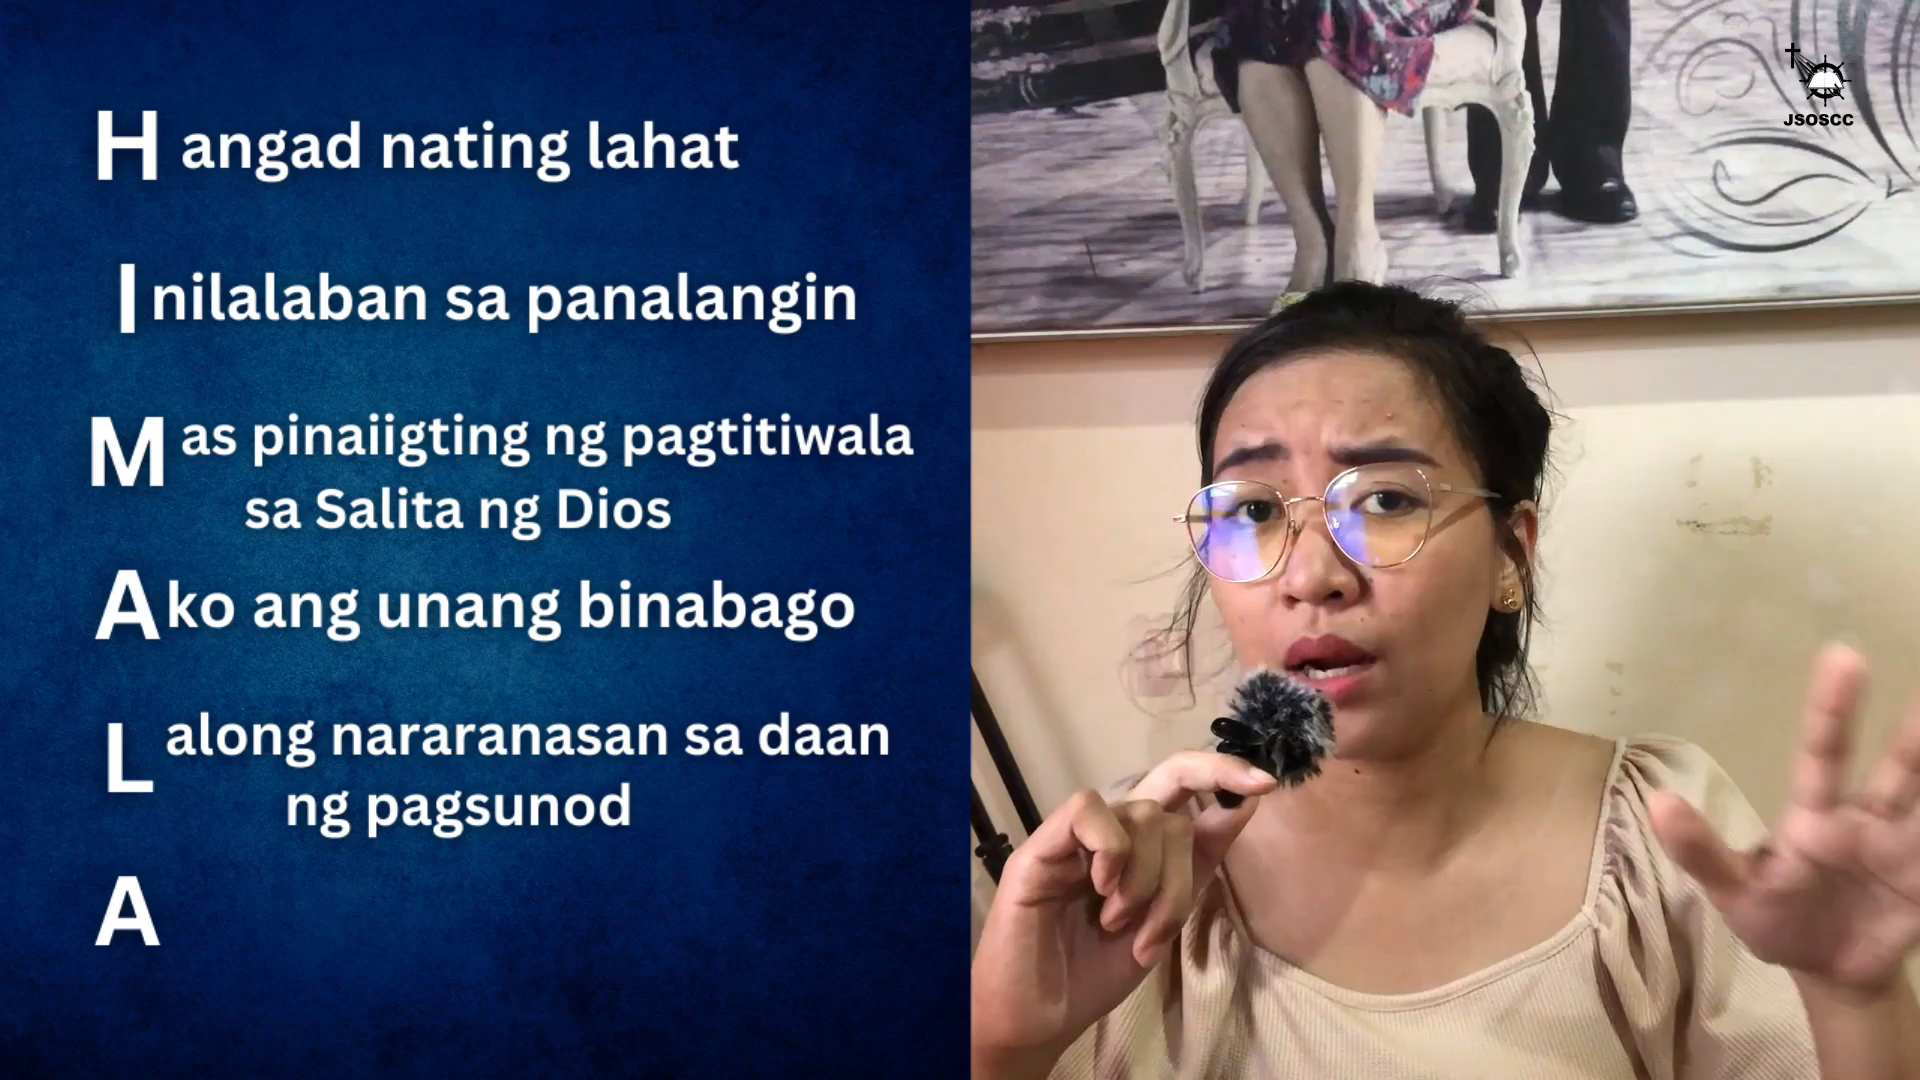 H angad nating lahat
I nilalaban sa panalangin
M as pinaiigting ng pagtitiwala
sa Salita ng Dios
A ko ang unang binabago
L along nararanasan sa daan
ng pagsunod
A
JSOSCC